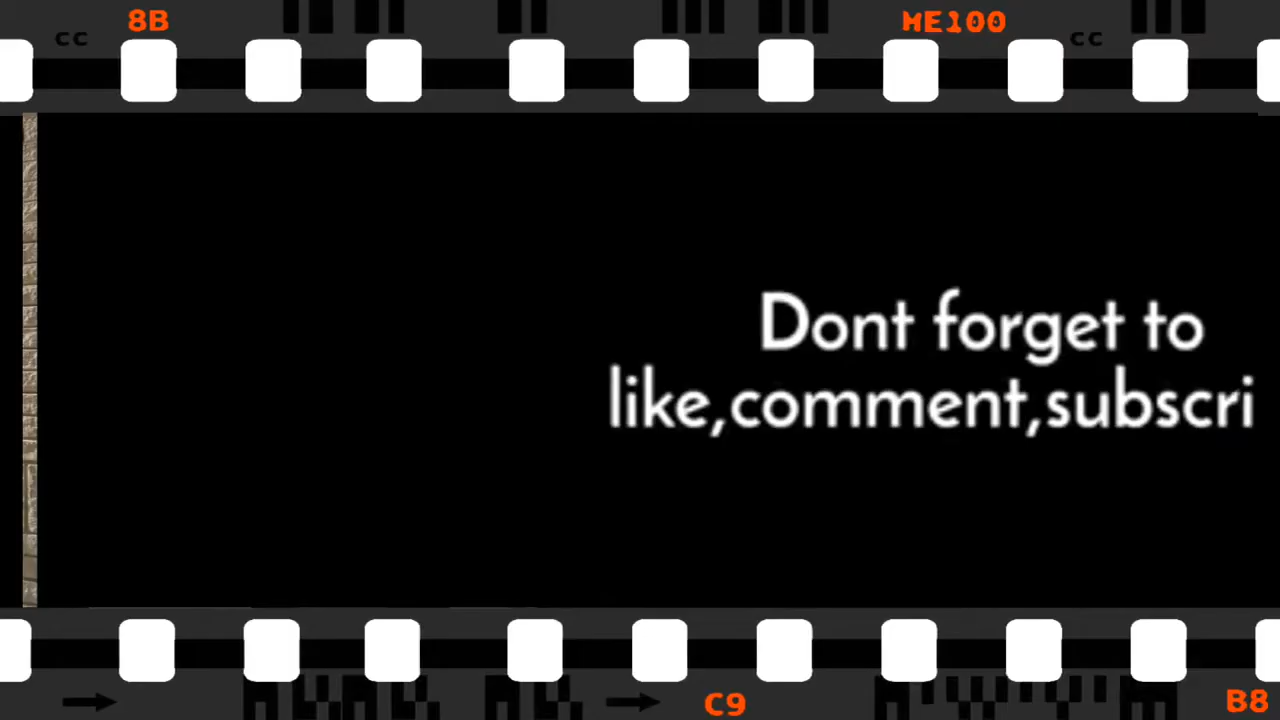 8B ME100
cc cc
Dont forget to
like,comment,subscri
C9 B8